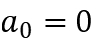 a₀ = 0